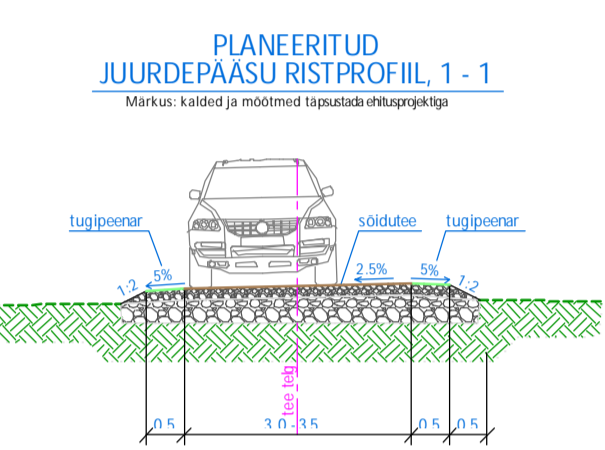 PLANEERITUD
JUURDEPÄÄSU RISTPROFIIL, 1 - 1
Märkus: kalded ja mõõtmed täpsustada ehitusprojektiga
tugipeenar
sõidutee
tugipeenar
1:2
5%
2.5%
5%
1:2
tee telg
0.5
3.0-3.5
0.5
0.5